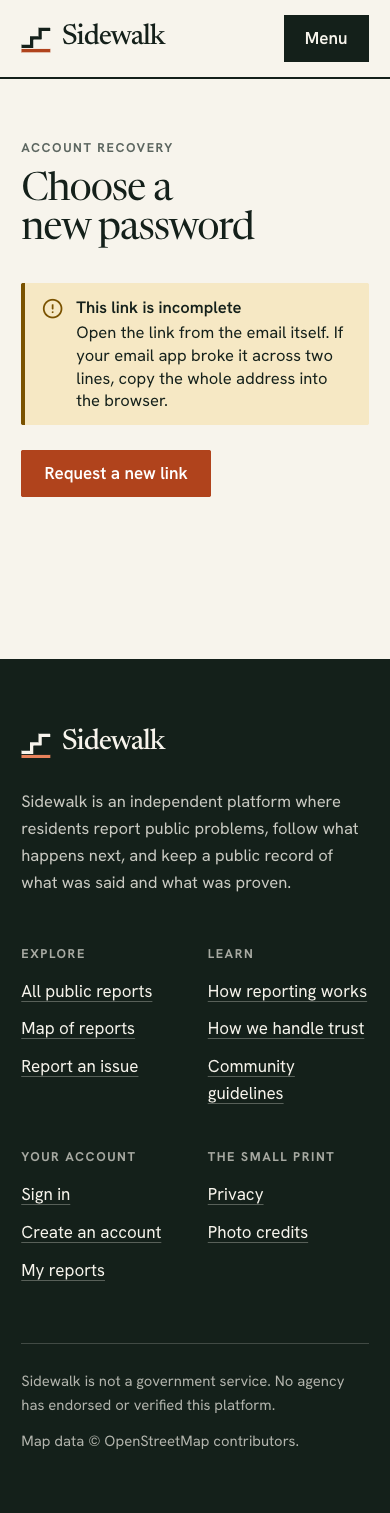 Sidewalk
Menu
ACCOUNT RECOVERY
Choose a
new password
This link is incomplete
Open the link from the email itself. If
your email app broke it across two
lines, copy the whole address into
the browser.
Request a new link
Sidewalk
Sidewalk is an independent platform where
residents report public problems, follow what
happens next, and keep a public record of
what was said and what was proven.
EXPLORE
All public reports
Map of reports
Report an issue
LEARN
How reporting works
How we handle trust
Community
guidelines
YOUR ACCOUNT
Sign in
Create an account
My reports
THE SMALL PRINT
Privacy
Photo credits
Sidewalk is not a government service. No agency
has endorsed or verified this platform.
Map data © OpenStreetMap contributors.